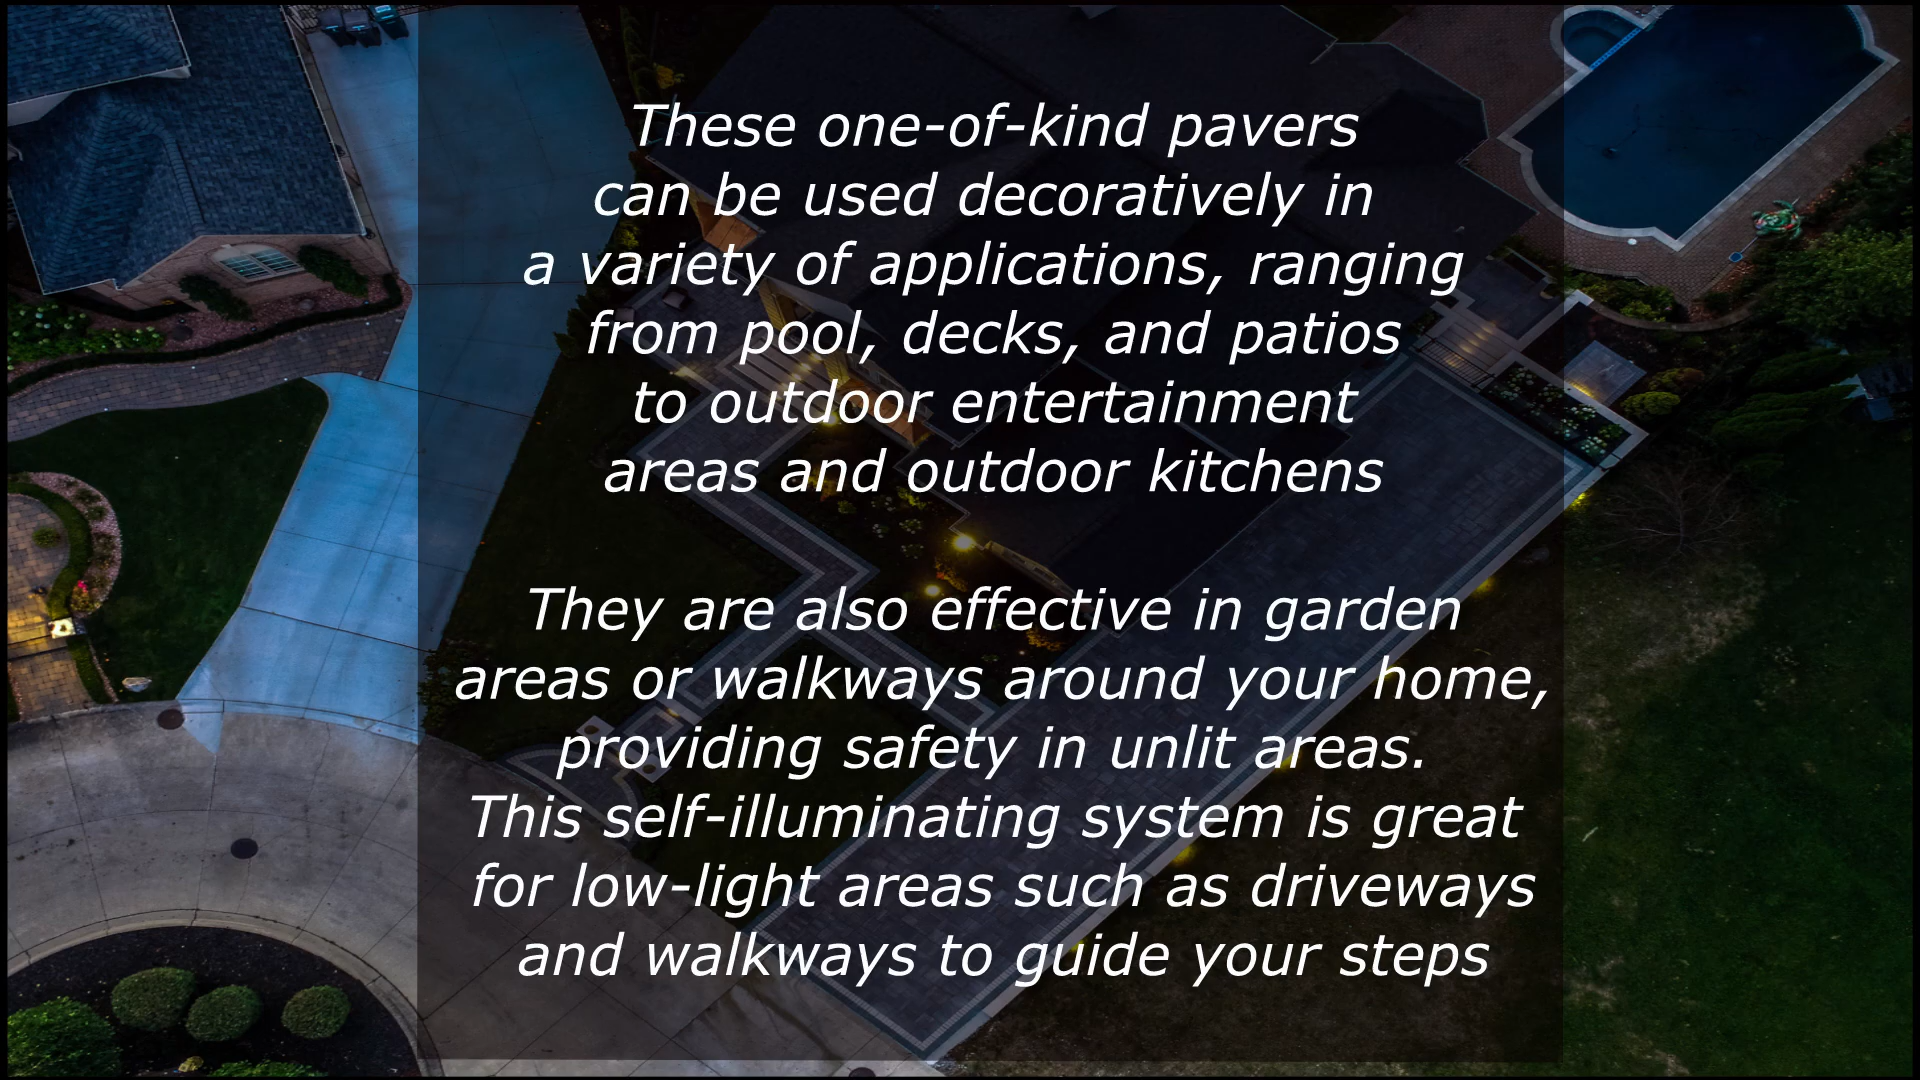 These one-of-kind pavers
can be used decoratively in
a variety of applications, ranging
from pool, decks, and patios
to outdoor entertainment
areas and outdoor kitchens
They are also effective in garden
areas or walkways around your home,
providing safety in unlit areas.
This self-illuminating system is great
for low-light areas such as driveways
and walkways to guide your steps